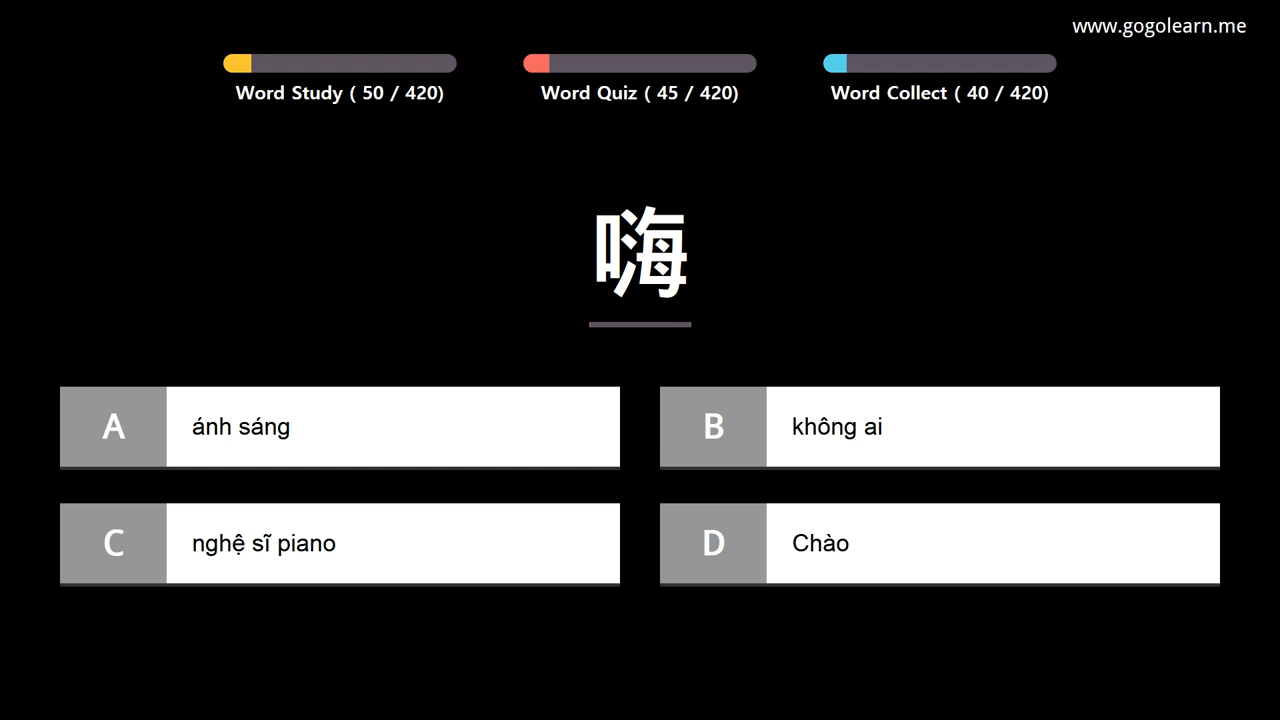 www.gogolearn.me
Word Study ( 50 / 420)
Word Quiz ( 45 / 420)
Word Collect ( 40 / 420)
嗨
A
ánh sáng
B
không ai
C
nghệ sĩ piano
D
Chào